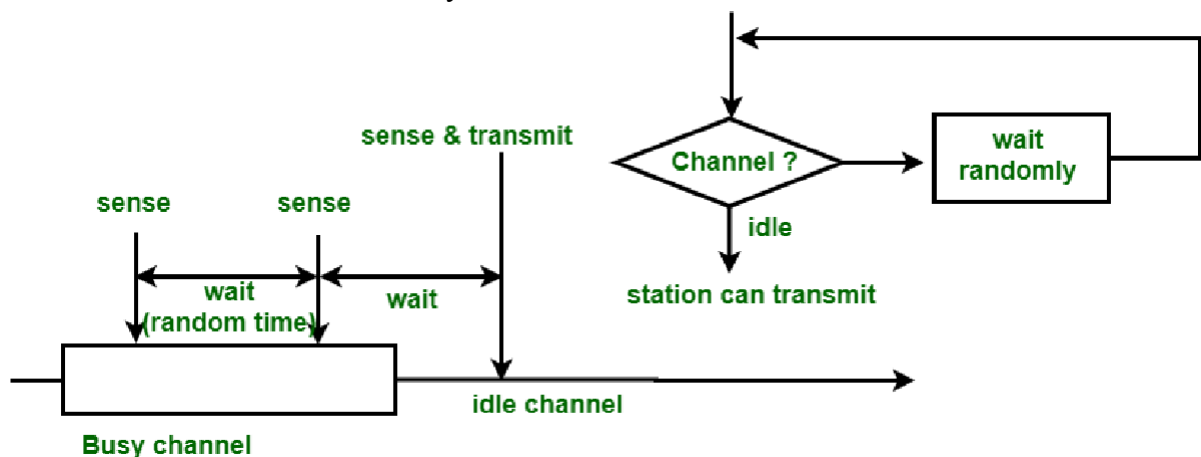 y
sense & transmit
Channel ?
wait
randomly
sense
sense
idle
wait
(random time)
wait
station can transmit
idle channel
Busy channel